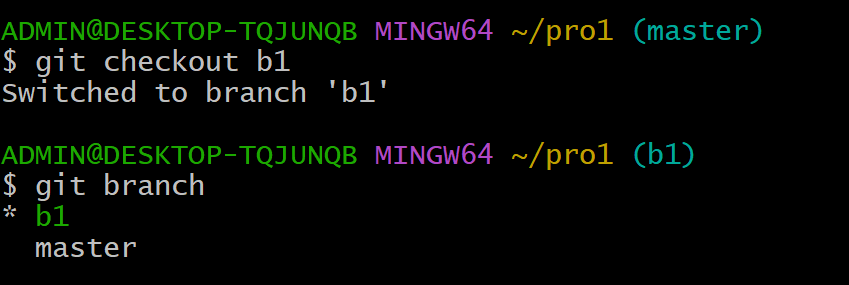 ADMIN@DESKTOP-TQJUNQB MINGW64 ~/pro1 (master)
$ git checkout b1
Switched to branch 'b1'
ADMIN@DESKTOP-TQJUNQB MINGW64 ~/pro1 (b1)
$ git branch
* b1
  master